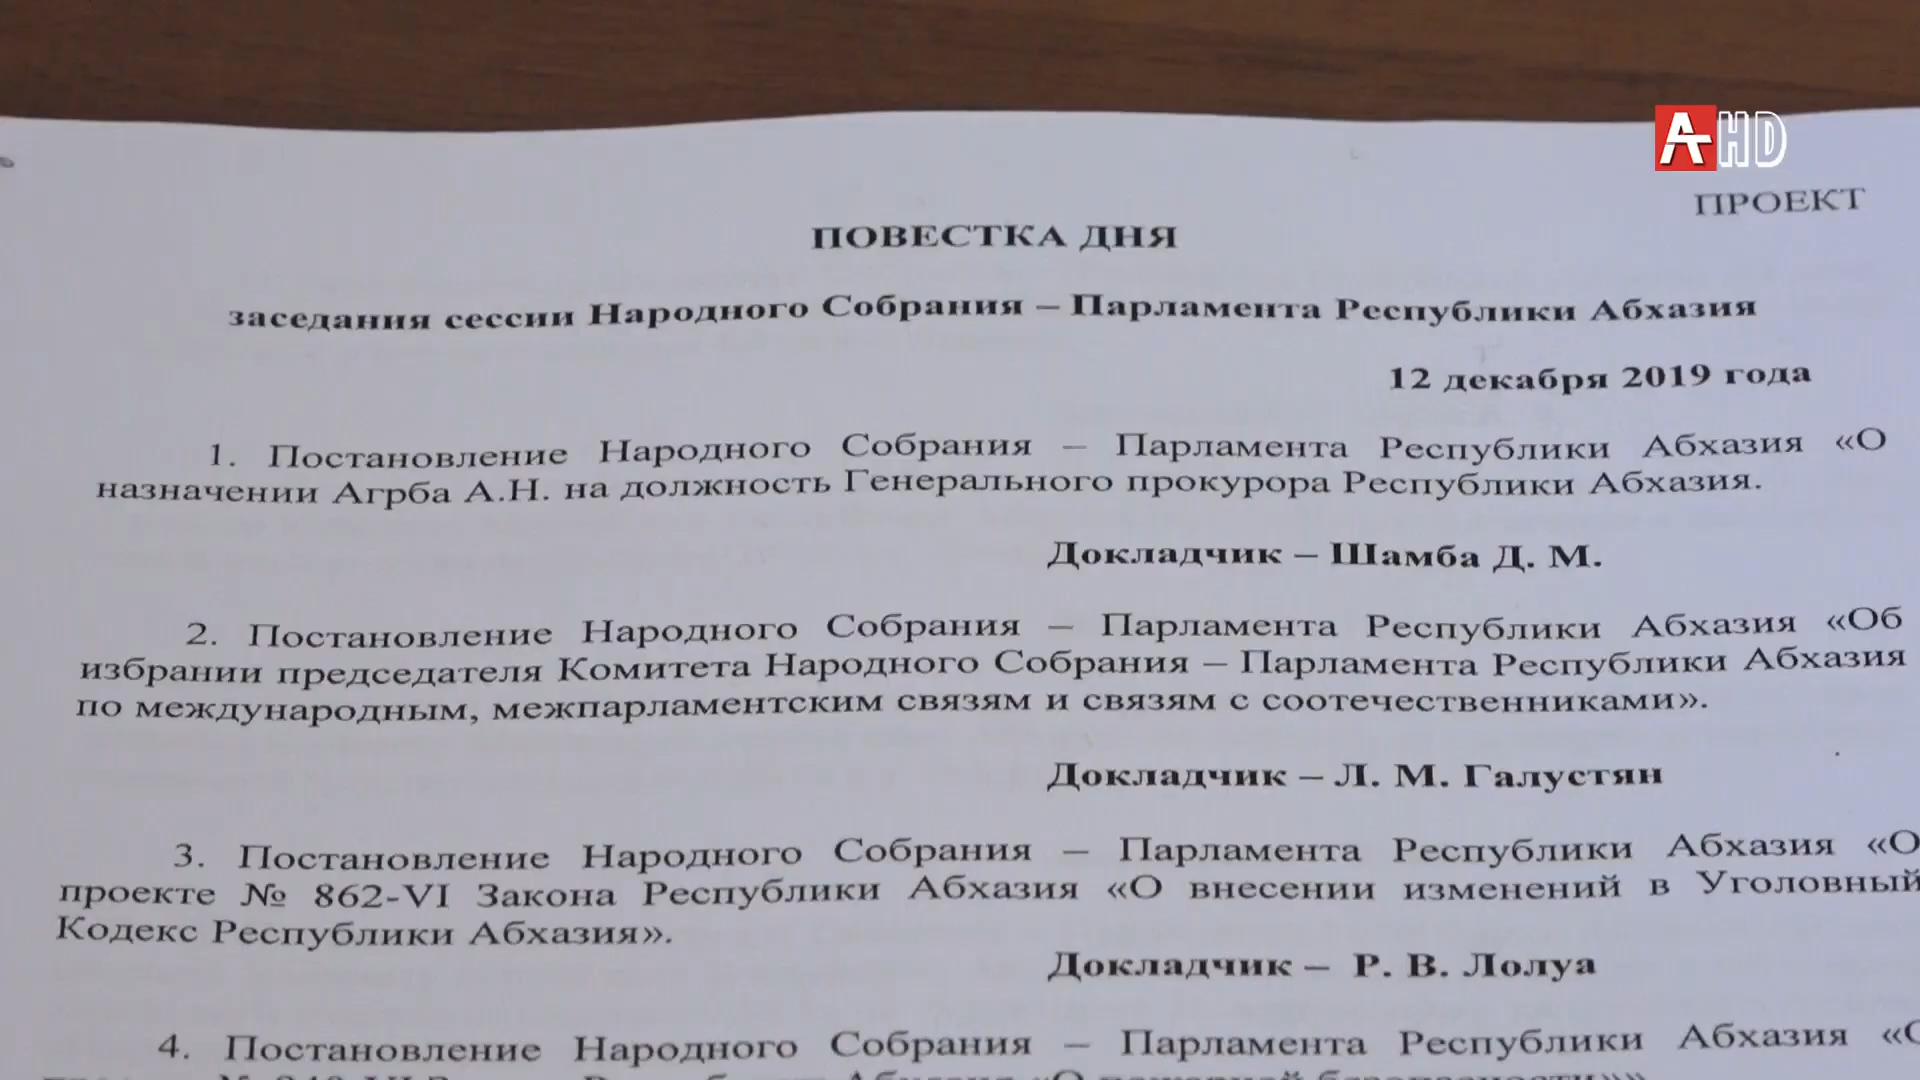 A HD
ПРОЕКТ
ПОВЕСТКА ДНЯ
заседания сессии Народного Собрания – Парламента Республики Абхазия
12 декабря 2019 года
1. Постановление Народного Собрания – Парламента Республики Абхазия «О
назначении Агрба А.Н. на должность Генерального прокурора Республики Абхазия.
Докладчик – Шамба Д. М.
2. Постановление Народного Собрания – Парламента Республики Абхазия «Об
избрании председателя Комитета Народного Собрания – Парламента Республики Абхазия
по международным, межпарламентским связям и связям с соотечественниками».
Докладчик – Л. М. Галустян
3. Постановление Народного Собрания – Парламента Республики Абхазия «О
проекте № 862-VI Закона Республики Абхазия «О внесении изменений в Уголовный
Кодекс Республики Абхазия».
Докладчик – Р. В. Лолуа
4. Постановление Народного Собрания – Парламента Республики Абхазия «О